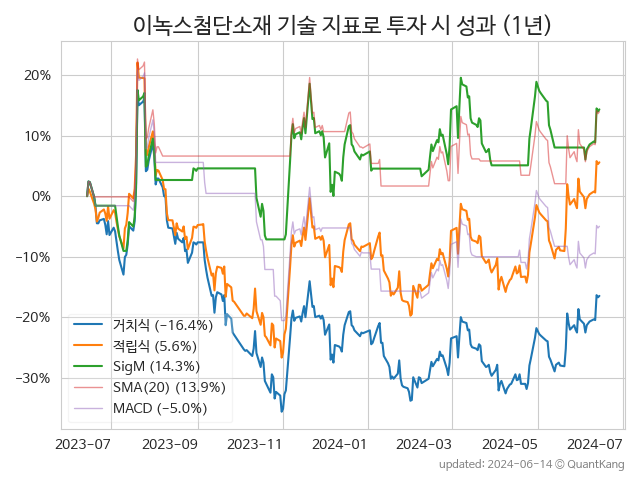 이녹스첨단소재 기술 지표로 투자 시 성과 (1년)
20%
10%
0%
−10%
−20%
−30%
거치식 (−16.4%)
적립식 (5.6%)
SigM (14.3%)
SMA(20) (13.9%)
MACD (−5.0%)
2023−07 2023−09 2023−11 2024−01 2024−03 2024−05 2024−07
updated: 2024−06−14 © QuantKang